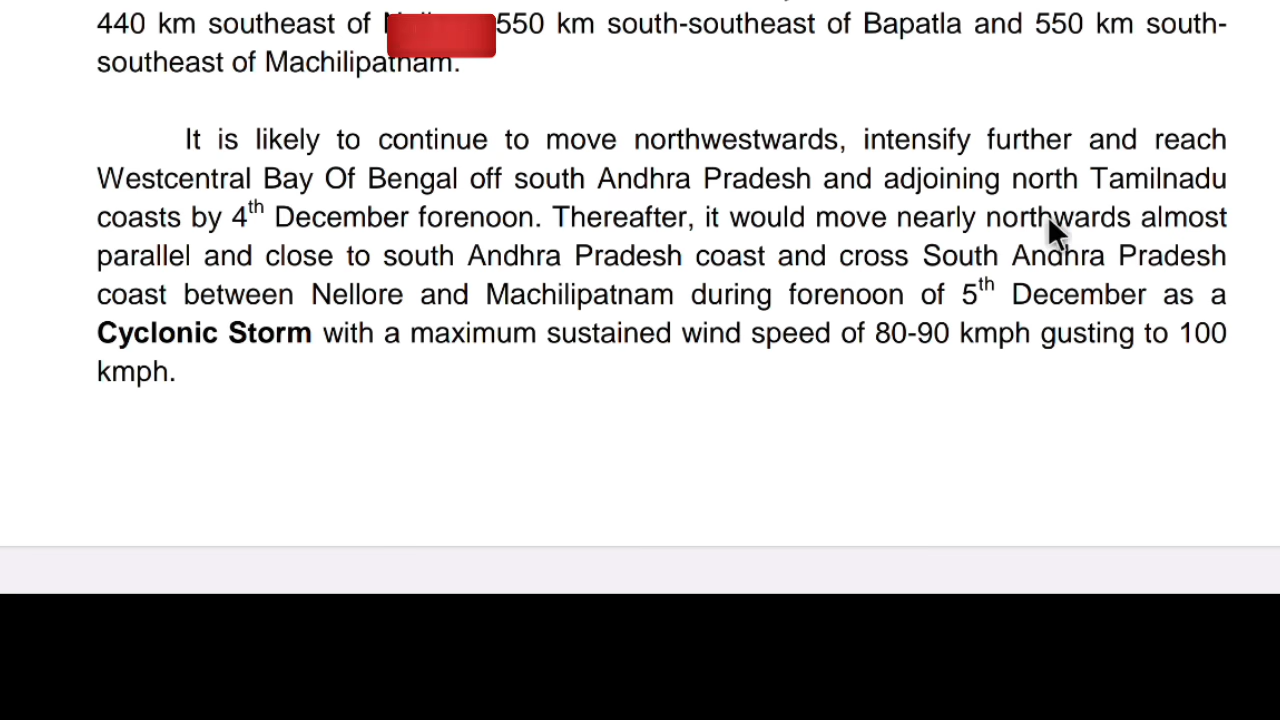 440 km southeast of 550 km south-southeast of Bapatla and 550 km south-
southeast of Machilipatnam.
It is likely to continue to move northwestwards, intensify further and reach
Westcentral Bay Of Bengal off south Andhra Pradesh and adjoining north Tamilnadu
coasts by 4th December forenoon. Thereafter, it would move nearly northwards almost
parallel and close to south Andhra Pradesh coast and cross South Andhra Pradesh
coast between Nellore and Machilipatnam during forenoon of 5th December as a
Cyclonic Storm with a maximum sustained wind speed of 80-90 kmph gusting to 100
kmph.